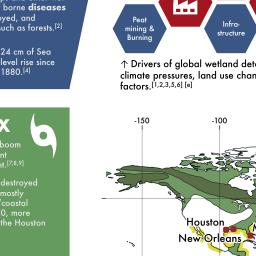 borne diseases
yed, and
such as forests.[2]
24 cm of Sea
level rise since
1880.[4]
X
boom
nt
[7,8,9]
destroyed
mostly
/coastal
0, more
the Houston
Peat
mining &
Burning
Infra-
structure
↑ Drivers of global wetland det
climate pressures, land use chan
factors.[1,2,3,5,6] [e]
-150
-100
Houston
New Orleans